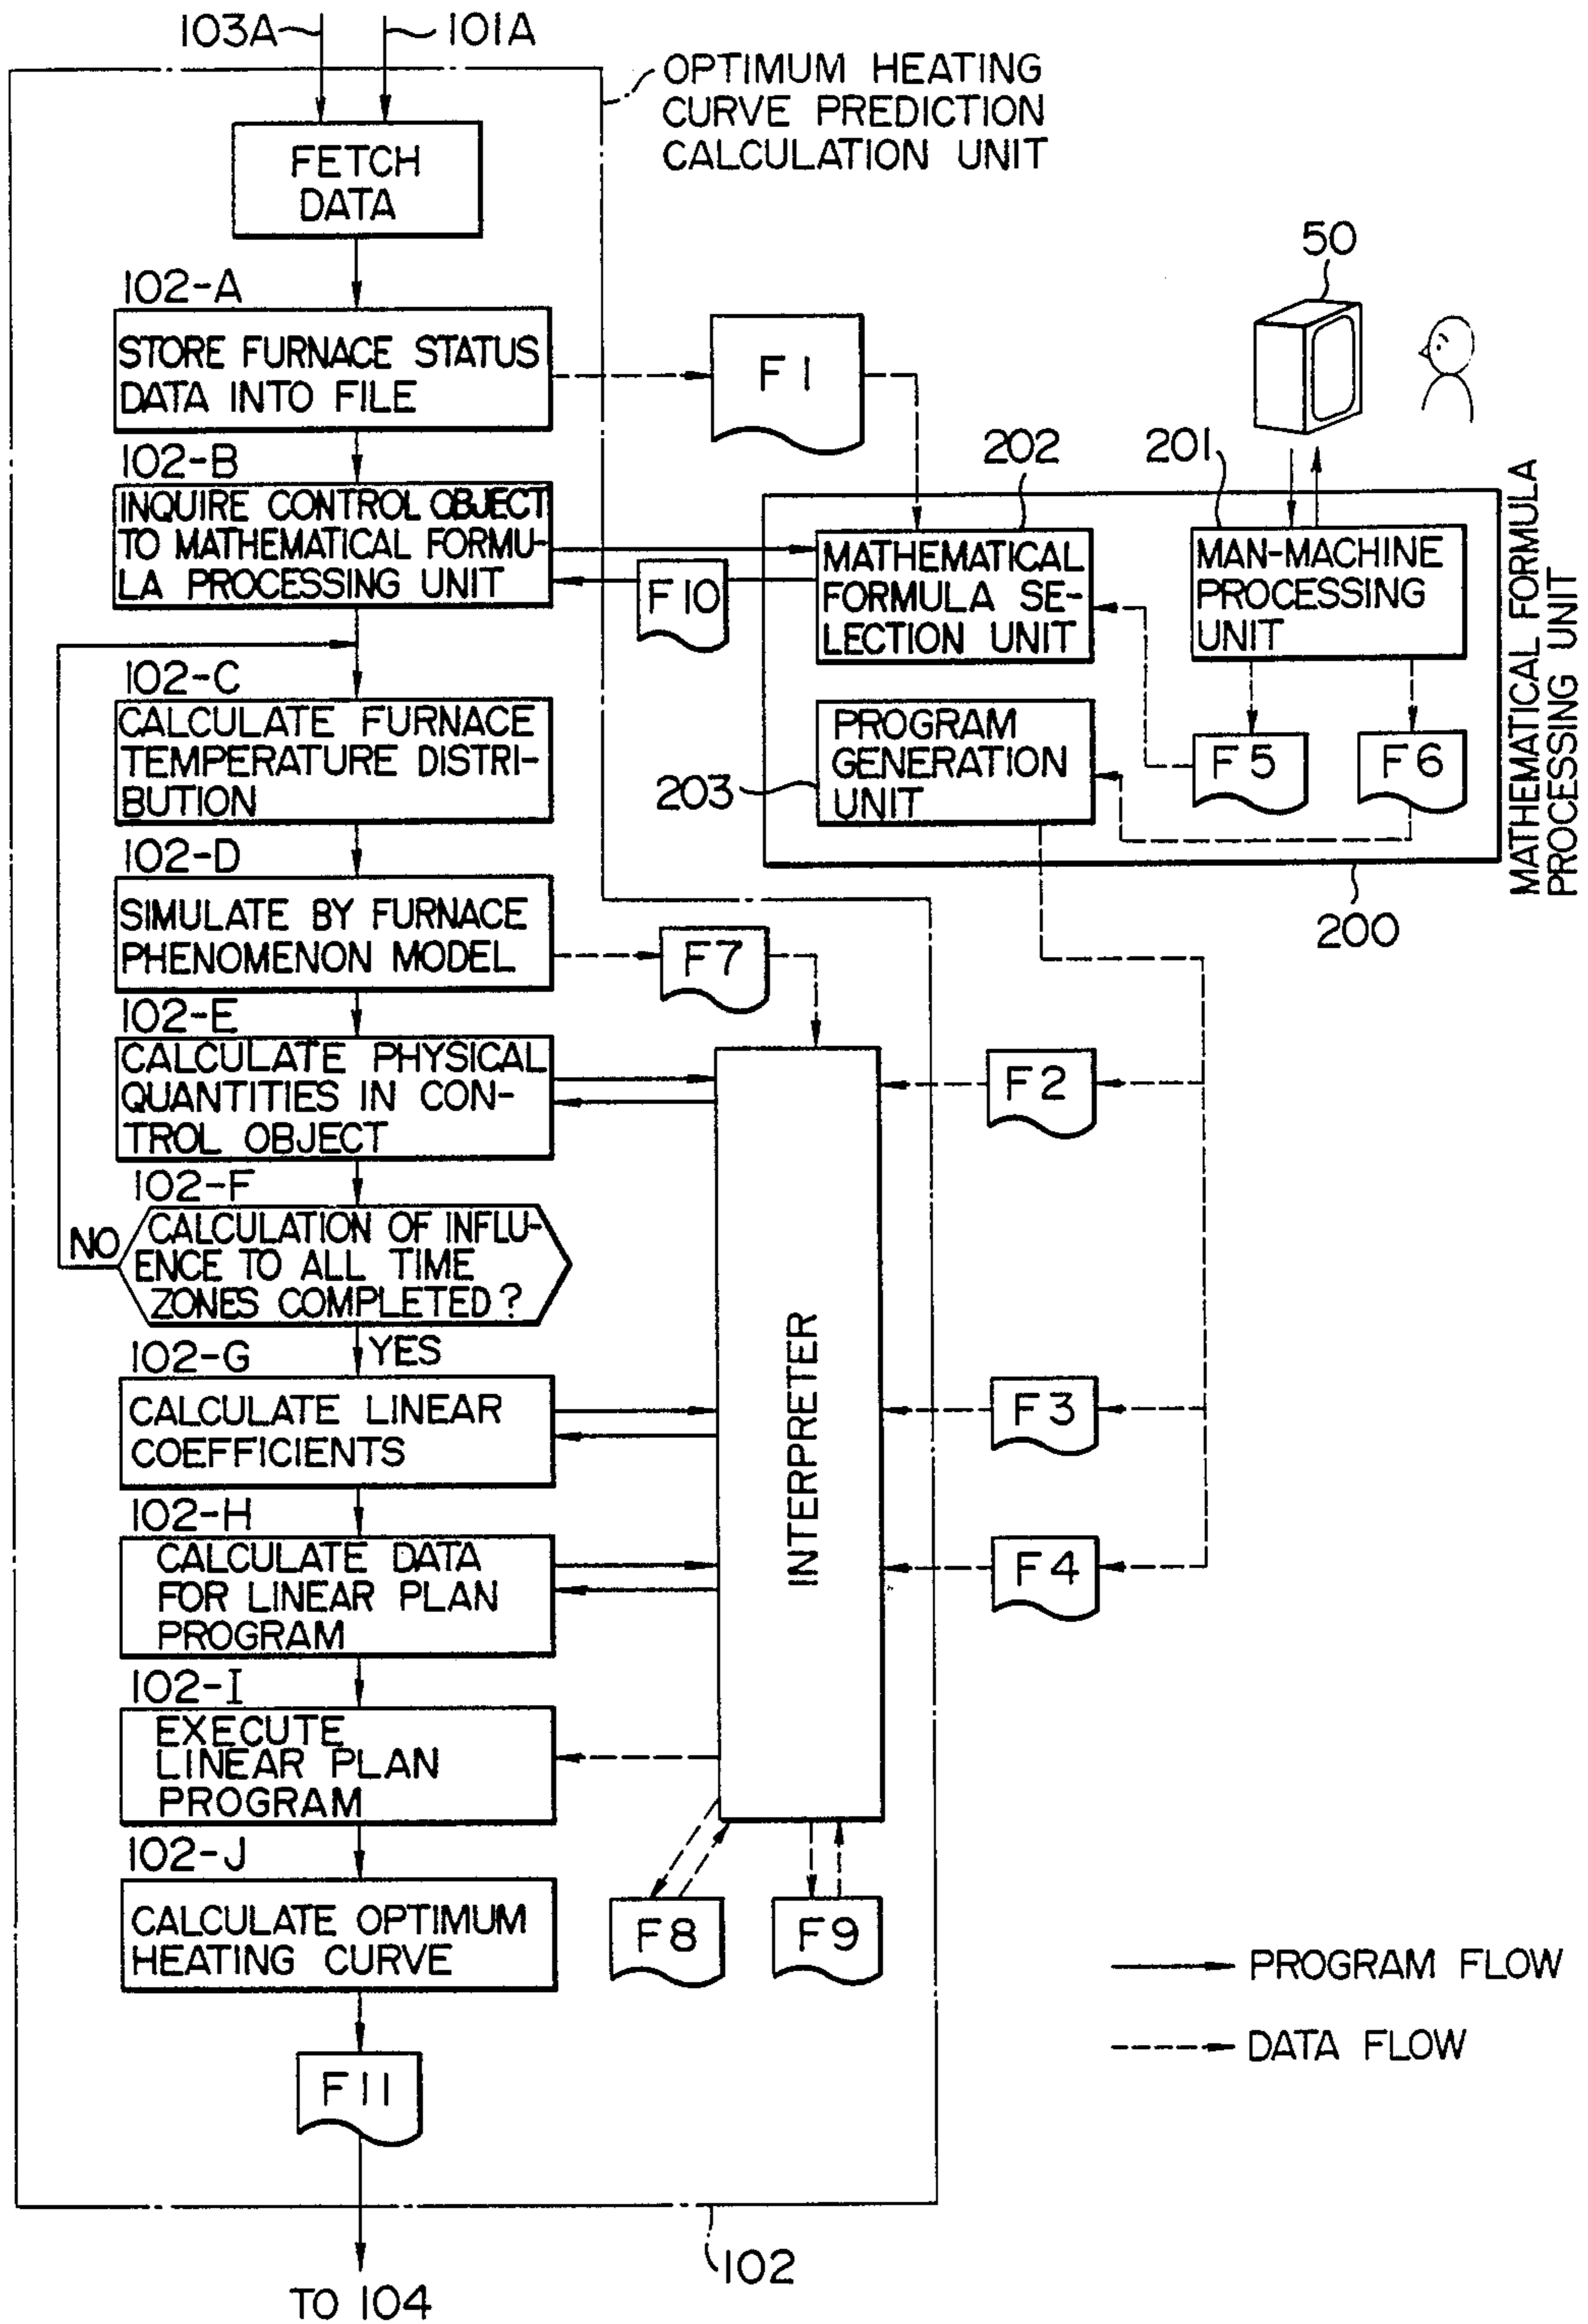 103A
101A
OPTIMUM HEATING
CURVE PREDICTION
CALCULATION UNIT
FETCH
DATA
102-A
STORE FURNACE STATUS
DATA INTO FILE
F1
50
102-B
INQUIRE CONTROL OBJECT
TO MATHEMATICAL FORMU-
LA PROCESSING UNIT
F10
202
201
MATHEMATICAL
FORMULA SE-
LECTION UNIT
MAN-MACHINE
PROCESSING
UNIT
MATHEMATICAL FORMULA
PROCESSING UNIT
102-C
CALCULATE FURNACE
TEMPERATURE DISTRI-
BUTION
203
PROGRAM
GENERATION
UNIT
F5
F6
200
102-D
SIMULATE BY FURNACE
PHENOMENON MODEL
F7
102-E
CALCULATE PHYSICAL
QUANTITIES IN CON-
TROL OBJECT
F2
102-F
CALCULATION OF INFLU-
ENCE TO ALL TIME
ZONES COMPLETED?
NO
YES
INTERPRETER
102-G
CALCULATE LINEAR
COEFFICIENTS
F3
102-H
CALCULATE DATA
FOR LINEAR PLAN
PROGRAM
F4
102-I
EXECUTE
LINEAR PLAN
PROGRAM
102-J
CALCULATE OPTIMUM
HEATING CURVE
F8
F9
PROGRAM FLOW
DATA FLOW
F11
102
TO 104